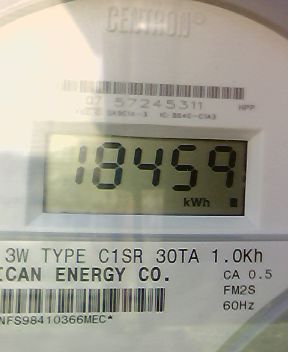 CENTRON®
07 57245311 HPP
18459
kWh
3W TYPE C1SR 30TA 1.0Kh
ICAN ENERGY CO.
CA 0.5
FM2S
60Hz
NFS98410366MEC*